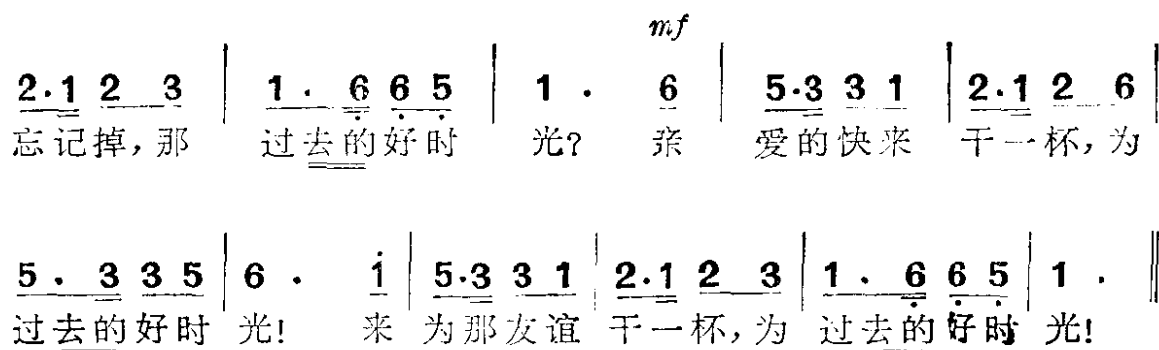 mf
2·1 2 3 | 1· 6 6 5 | 1· 6 | 5·3 3 1 | 2·1 2 6 |
忘记掉，那 过去的好时 光？ 亲 爱的快来 干一杯，为
5· 3 3 5 | 6· 1 | 5·3 3 1 | 2·1 2 3 | 1· 6 6 5 | 1· ‖
过去的好时 光！ 来 为那友谊 干一杯，为 过去的好时 光！